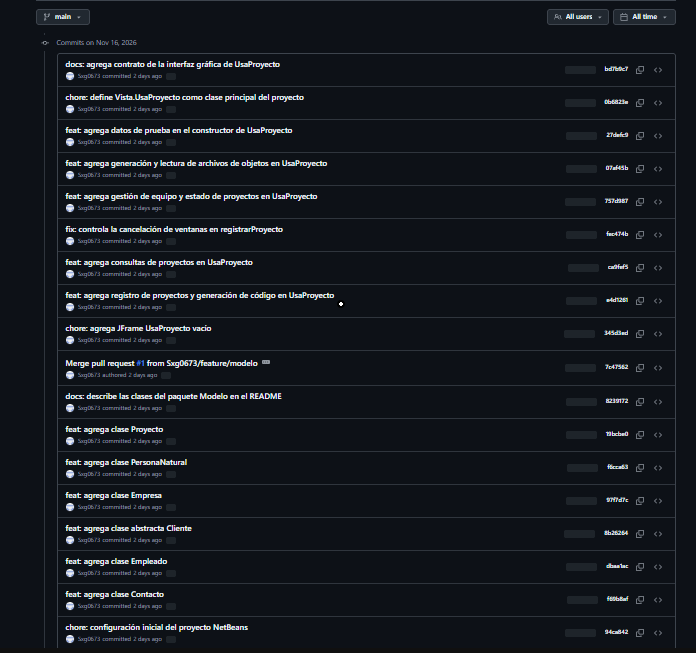 main
All users
All time
Commits on Nov 16, 2026
docs: agrega contrato de la interfaz gráfica de UsaProyecto
Sxg0673 committed 2 days ago
bd7b9c7
chore: define Vista.UsaProyecto como clase principal del proyecto
Sxg0673 committed 2 days ago
0b6823e
feat: agrega datos de prueba en el constructor de UsaProyecto
Sxg0673 committed 2 days ago
27defc9
feat: agrega generación y lectura de archivos de objetos en UsaProyecto
Sxg0673 committed 2 days ago
07ef45b
feat: agrega gestión de equipo y estado de proyectos en UsaProyecto
Sxg0673 committed 2 days ago
757d987
fix: controla la cancelación de ventanas en registrarProyecto
Sxg0673 committed 2 days ago
fec474b
feat: agrega consultas de proyectos en UsaProyecto
Sxg0673 committed 2 days ago
ca9fef5
feat: agrega registro de proyectos y generación de código en UsaProyecto
Sxg0673 committed 2 days ago
e4d1261
chore: agrega JFrame UsaProyecto vacío
Sxg0673 committed 2 days ago
345d3ed
Merge pull request #1 from Sxg0673/feature/modelo
Sxg0673 authored 2 days ago
7c47562
docs: describe las clases del paquete Modelo en el README
Sxg0673 committed 2 days ago
8239172
feat: agrega clase Proyecto
Sxg0673 committed 2 days ago
19bcbe0
feat: agrega clase PersonaNatural
Sxg0673 committed 2 days ago
f6cca63
feat: agrega clase Empresa
Sxg0673 committed 2 days ago
97f7d7c
feat: agrega clase abstracta Cliente
Sxg0673 committed 2 days ago
8b26264
feat: agrega clase Empleado
Sxg0673 committed 2 days ago
dbaa1ac
feat: agrega clase Contacto
Sxg0673 committed 2 days ago
f69b8af
chore: configuración inicial del proyecto NetBeans
Sxg0673 committed 2 days ago
94ca842